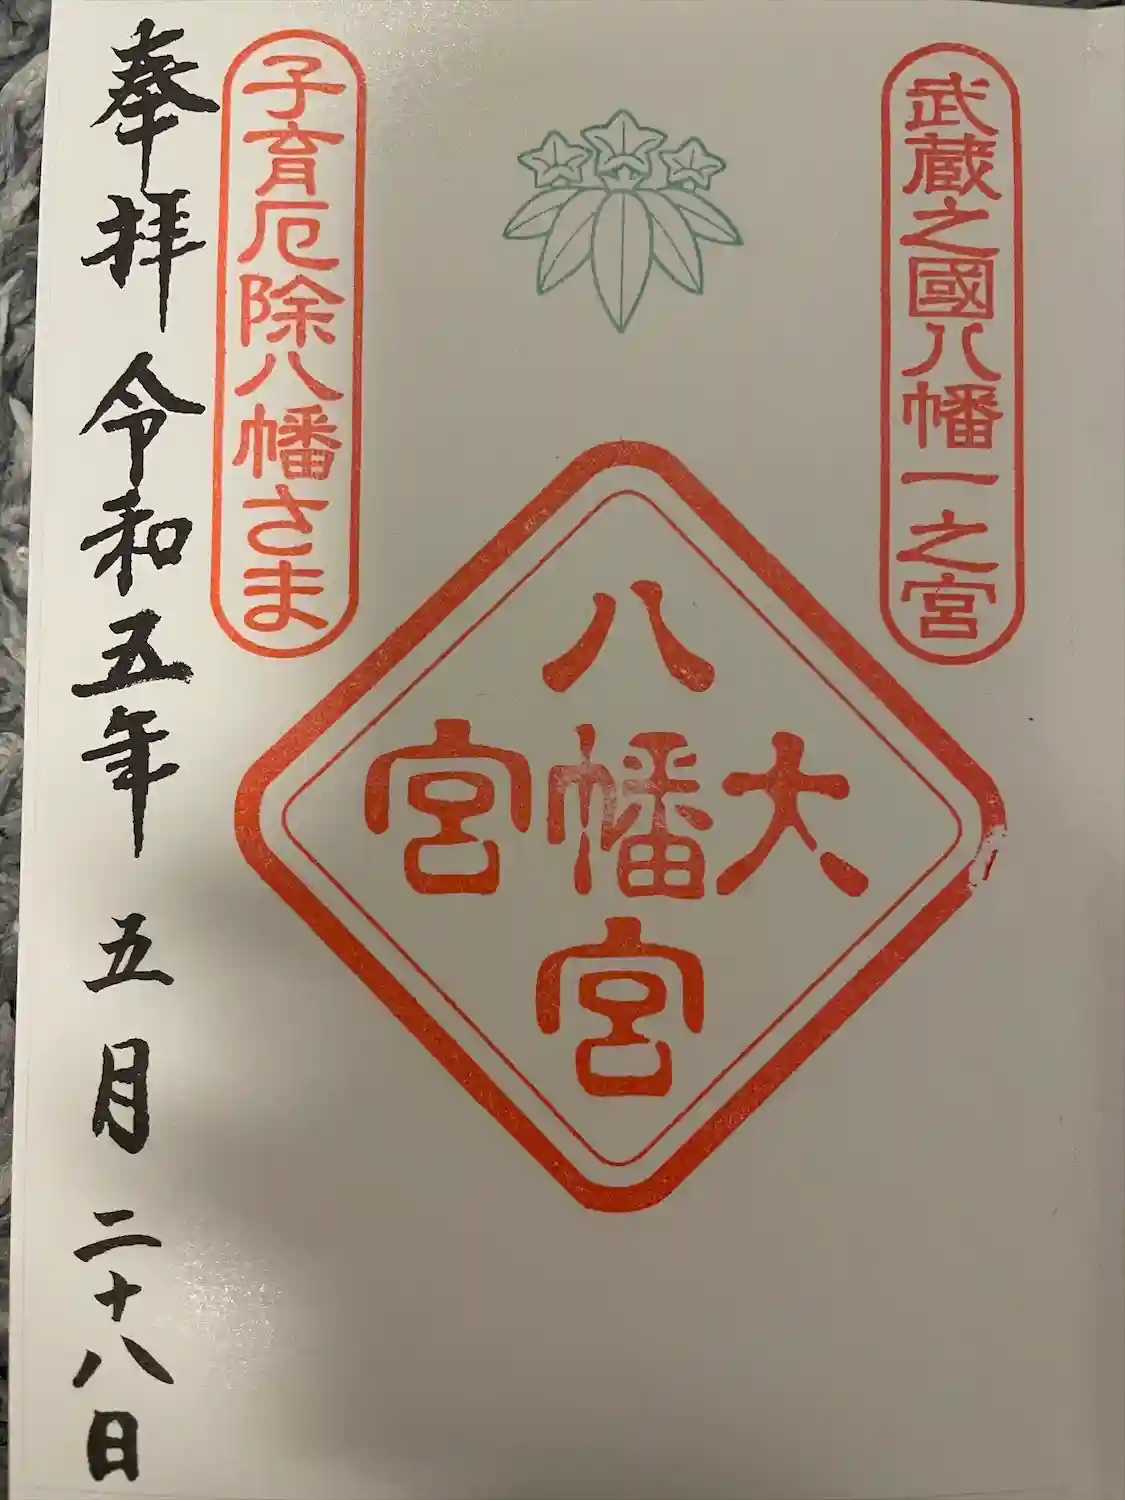 武蔵之國八幡一之宮
大
八幡宮
宮
子育厄除八幡さま
奉拝 令和五年 五月 二十八日